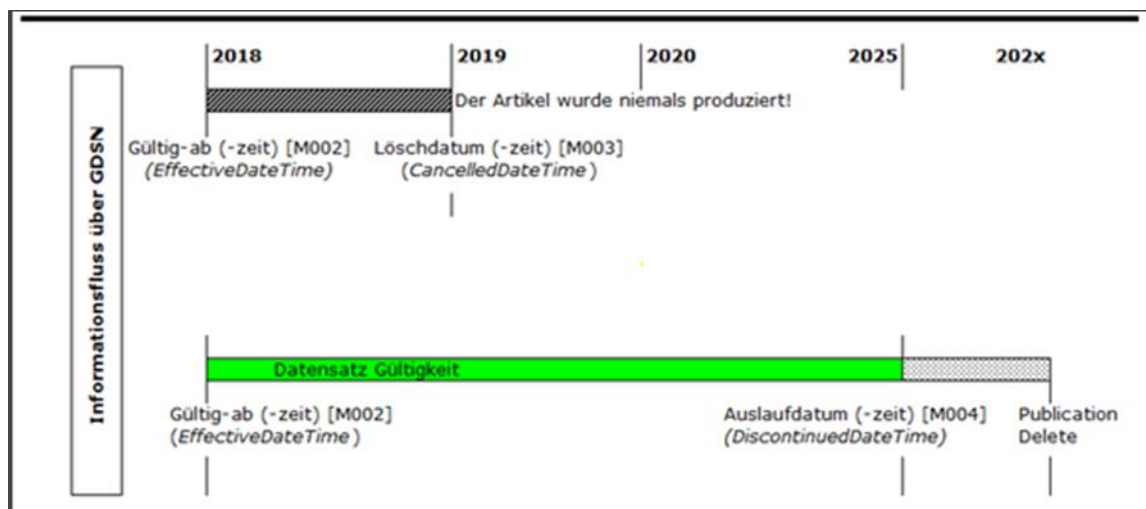 2018
2019
2020
2025
202x
Der Artikel wurde niemals produziert!
Gültig-ab (-zeit) [M002]
(EffectiveDateTime)
Löschdatum (-zeit) [M003]
(CancelledDateTime)
Informationsfluss über GDSN
Datensatz Gültigkeit
Gültig-ab (-zeit) [M002]
(EffectiveDateTime)
Auslaufdatum (-zeit) [M004]
(DiscontinuedDateTime)
Publication
Delete